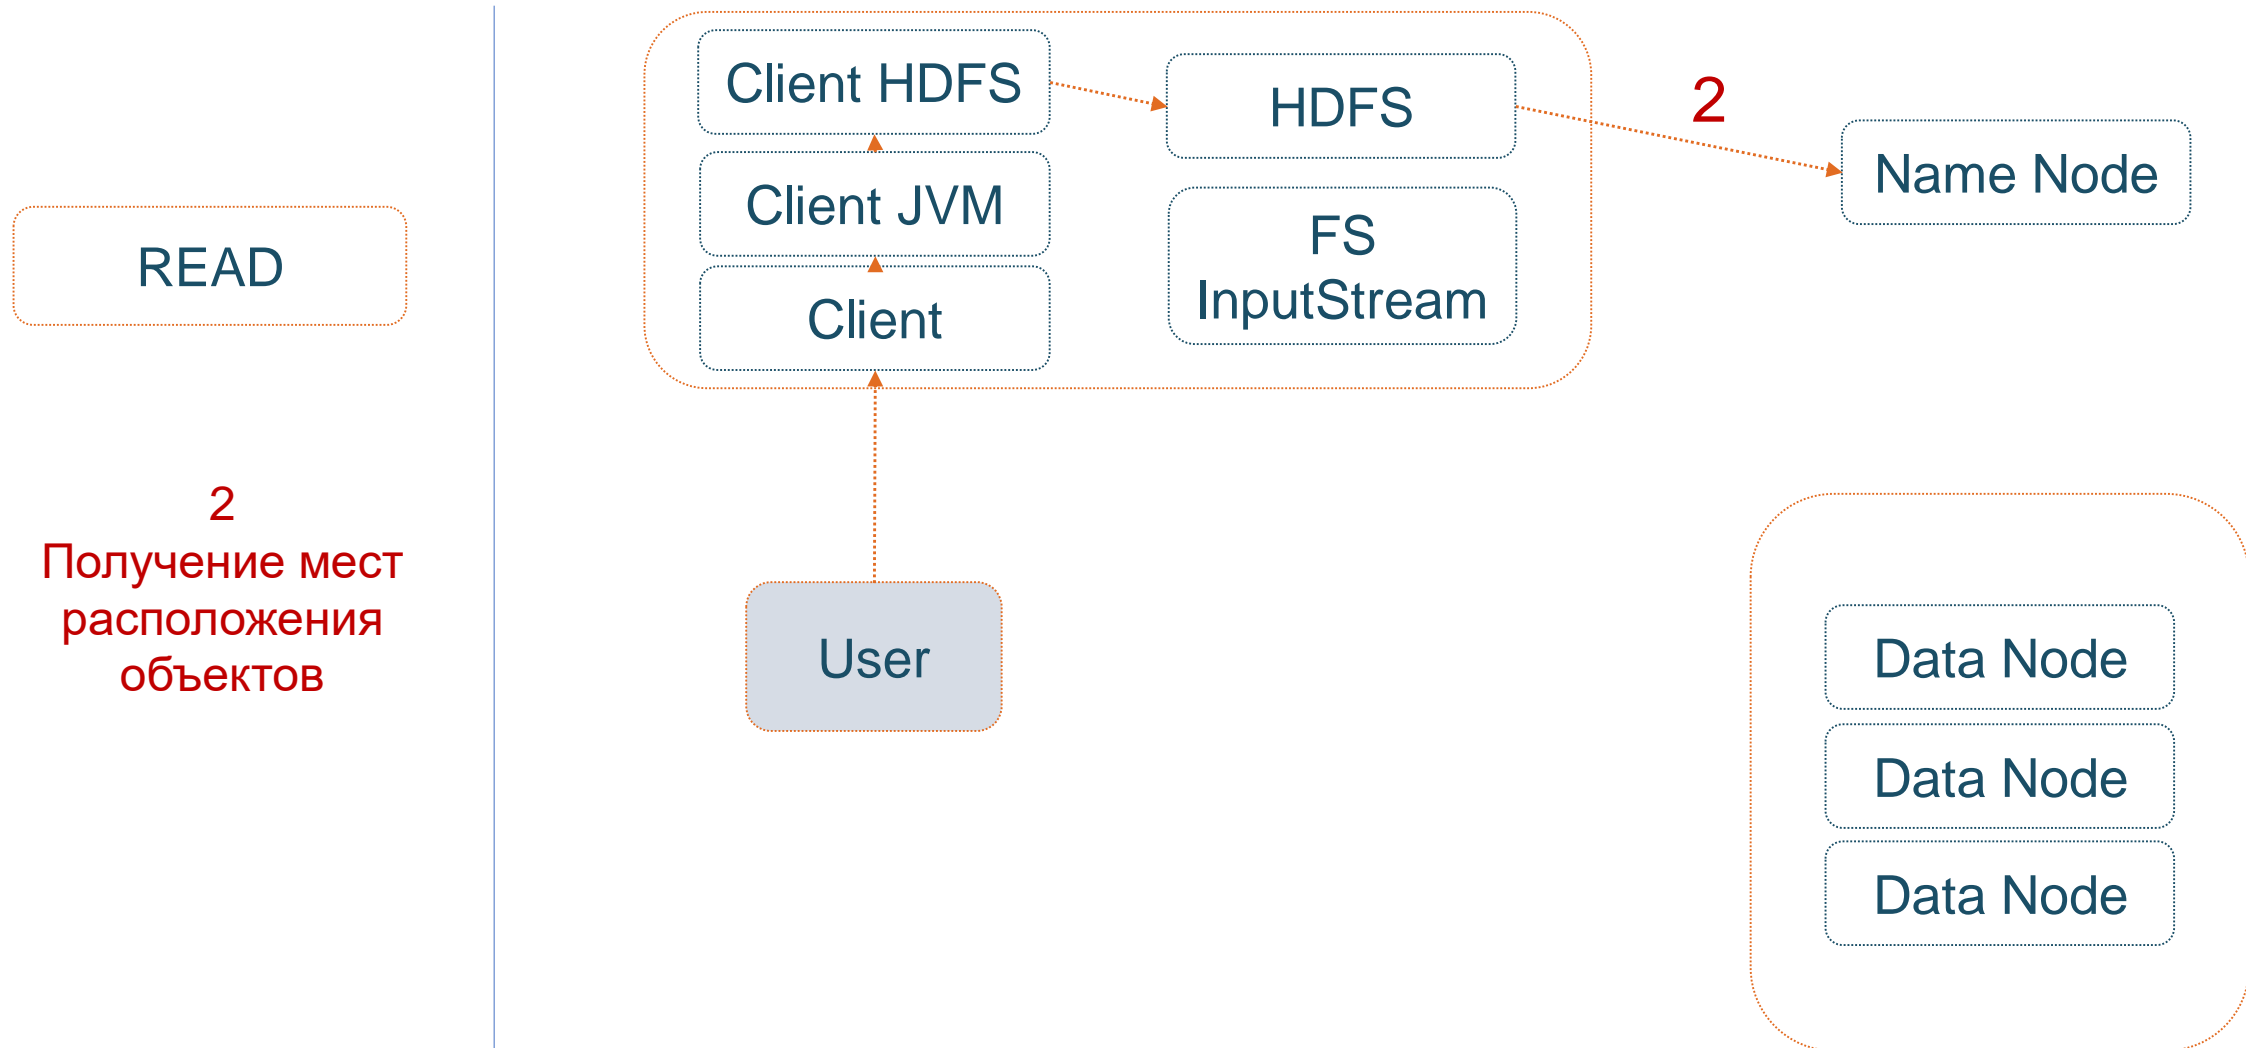 READ
2
Получение мест
расположения
объектов
Client HDFS
Client JVM
Client
HDFS
FS
InputStream
2
Name Node
User
Data Node
Data Node
Data Node